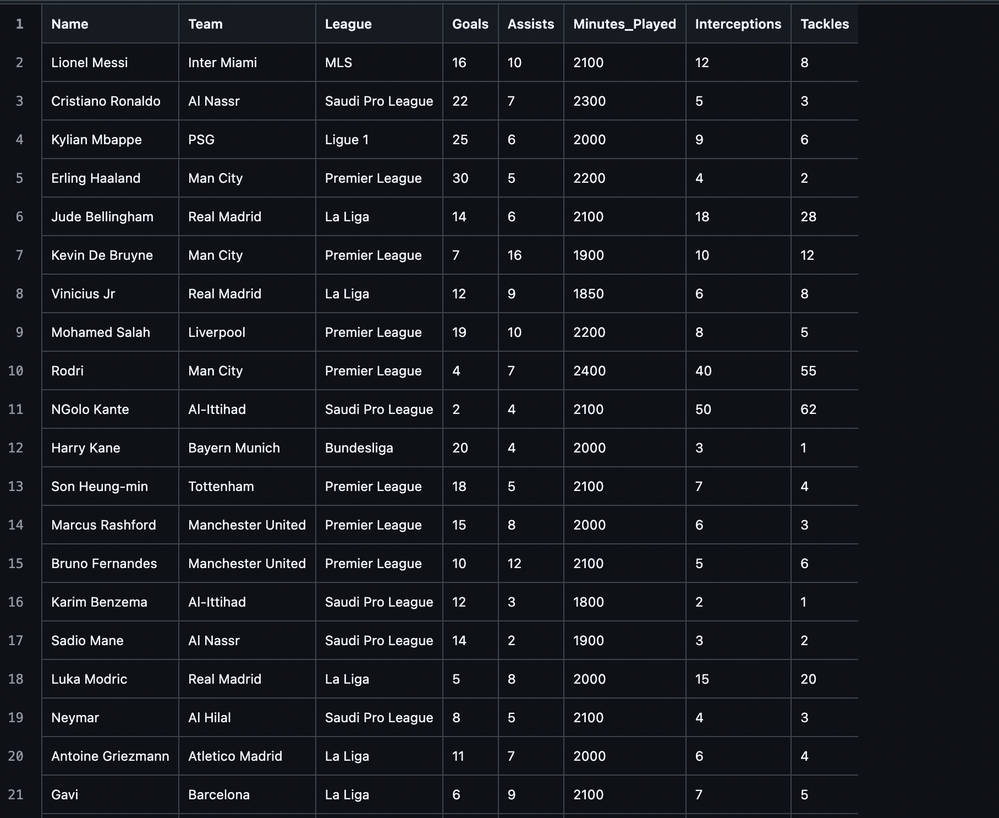 1 Name Team League Goals Assists Minutes_Played Interceptions Tackles
2 Lionel Messi Inter Miami MLS 16 10 2100 12 8
3 Cristiano Ronaldo Al Nassr Saudi Pro League 22 7 2300 5 3
4 Kylian Mbappe PSG Ligue 1 25 6 2000 9 6
5 Erling Haaland Man City Premier League 30 5 2200 4 2
6 Jude Bellingham Real Madrid La Liga 14 6 2100 18 28
7 Kevin De Bruyne Man City Premier League 7 16 1900 10 12
8 Vinicius Jr Real Madrid La Liga 12 9 1850 6 8
9 Mohamed Salah Liverpool Premier League 19 10 2200 8 5
10 Rodri Man City Premier League 4 7 2400 40 55
11 NGolo Kante Al-Ittihad Saudi Pro League 2 4 2100 50 62
12 Harry Kane Bayern Munich Bundesliga 20 4 2000 3 1
13 Son Heung-min Tottenham Premier League 18 5 2100 7 4
14 Marcus Rashford Manchester United Premier League 15 8 2000 6 3
15 Bruno Fernandes Manchester United Premier League 10 12 2100 5 6
16 Karim Benzema Al-Ittihad Saudi Pro League 12 3 1800 2 1
17 Sadio Mane Al Nassr Saudi Pro League 14 2 1900 3 2
18 Luka Modric Real Madrid La Liga 5 8 2000 15 20
19 Neymar Al Hilal Saudi Pro League 8 5 2100 4 3
20 Antoine Griezmann Atletico Madrid La Liga 11 7 2000 6 4
21 Gavi Barcelona La Liga 6 9 2100 7 5